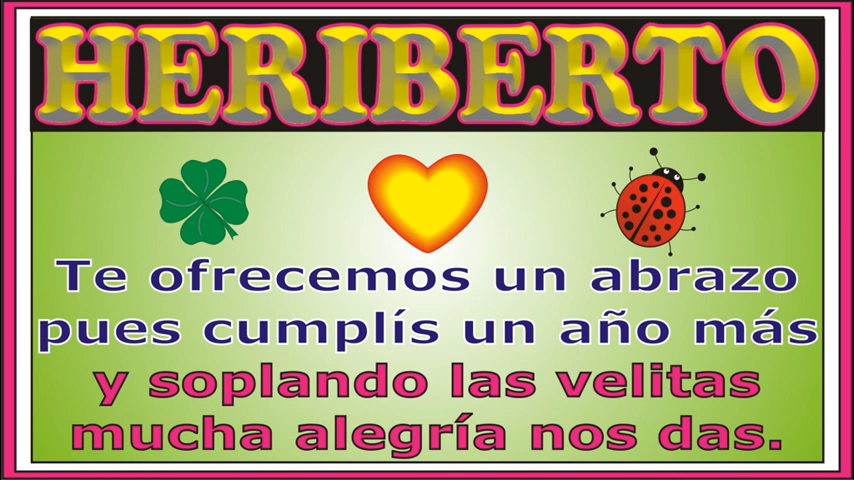 HERIBERTO
Te ofrecemos un abrazo
pues cumplís un año más
y soplando las velitas
mucha alegría nos das.